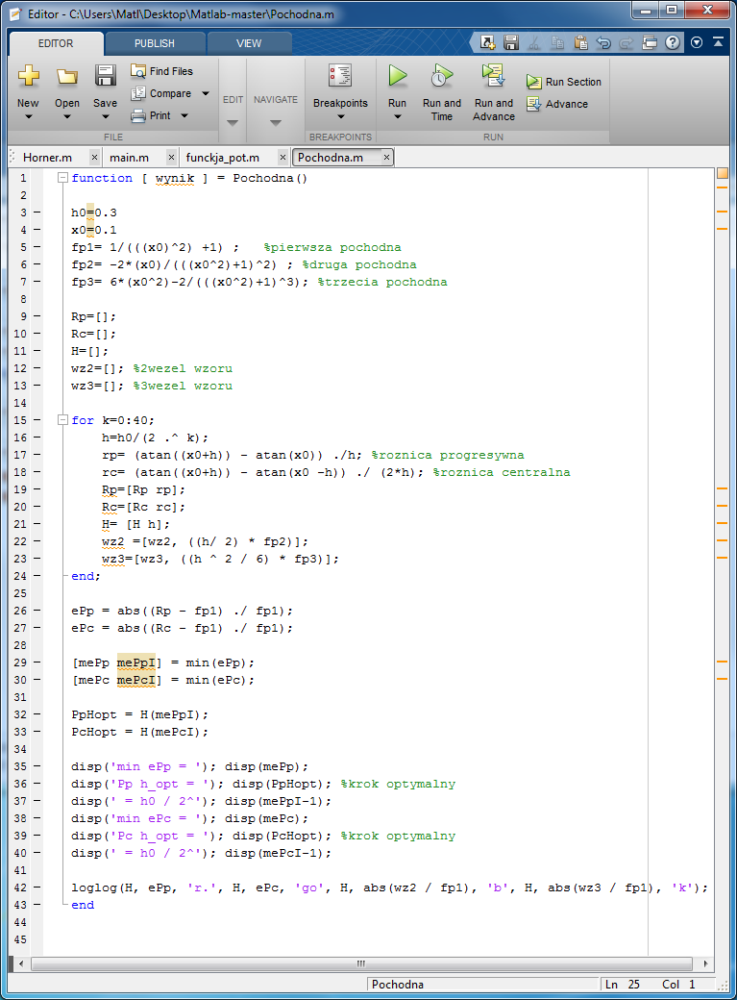 Editor - C:\Users\Matl\Desktop\Matlab-master\Pochodna.m
EDITOR PUBLISH VIEW
New Open Save Find Files Compare Print
EDIT NAVIGATE Breakpoints Run Run and Time Run and Advance Run Section Advance
FILE BREAKPOINTS RUN
Horner.m × main.m × funckja_pot.m × Pochodna.m ×
1 function [ wynik ] = Pochodna()
2
3 – h0=0.3
4 – x0=0.1
5 – fp1= 1/(((x0)^2) +1) ; %pierwsza pochodna
6 – fp2= -2*(x0)/(((x0^2)+1)^2) ; %druga pochodna
7 – fp3= 6*(x0^2)-2/(((x0^2)+1)^3); %trzecia pochodna
8
9 – Rp=[];
10 – Rc=[];
11 – H=[];
12 – wz2=[]; %2wezel wzoru
13 – wz3=[]; %3wezel wzoru
14
15 – for k=0:40;
16 – h=h0/(2 .^ k);
17 – rp= (atan((x0+h)) - atan(x0)) ./h; %roznica progresywna
18 – rc= (atan((x0+h)) - atan(x0 -h)) ./ (2*h); %roznica centralna
19 – Rp=[Rp rp];
20 – Rc=[Rc rc];
21 – H= [H h];
22 – wz2 =[wz2, ((h/ 2) * fp2)];
23 – wz3=[wz3, ((h ^ 2 / 6) * fp3)];
24 – end;
25
26 – ePp = abs((Rp - fp1) ./ fp1);
27 – ePc = abs((Rc - fp1) ./ fp1);
28
29 – [mePp mePpI] = min(ePp);
30 – [mePc mePcI] = min(ePc);
31
32 – PpHopt = H(mePpI);
33 – PcHopt = H(mePcI);
34
35 – disp('min ePp = '); disp(mePp);
36 – disp('Pp h_opt = '); disp(PpHopt); %krok optymalny
37 – disp(' = h0 / 2^'); disp(mePpI-1);
38 – disp('min ePc = '); disp(mePc);
39 – disp('Pc h_opt = '); disp(PcHopt); %krok optymalny
40 – disp(' = h0 / 2^'); disp(mePcI-1);
41
42 – loglog(H, ePp, 'r.', H, ePc, 'go', H, abs(wz2 / fp1), 'b', H, abs(wz3 / fp1), 'k');
43 – end
44
45
Pochodna Ln 25 Col 1